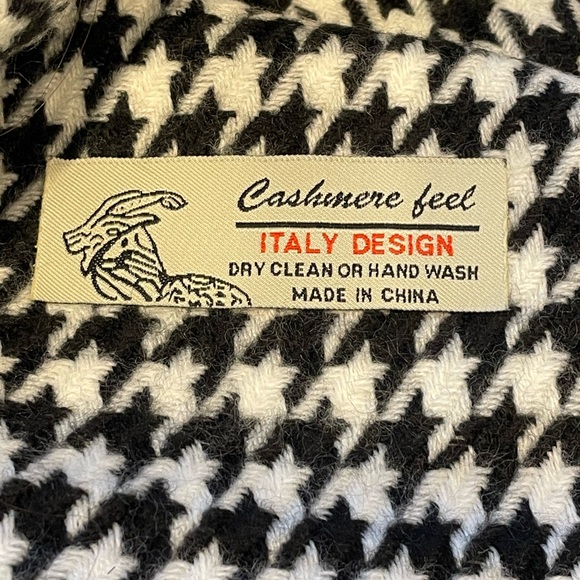 Cashmere feel
ITALY DESIGN
DRY CLEAN OR HAND WASH
MADE IN CHINA